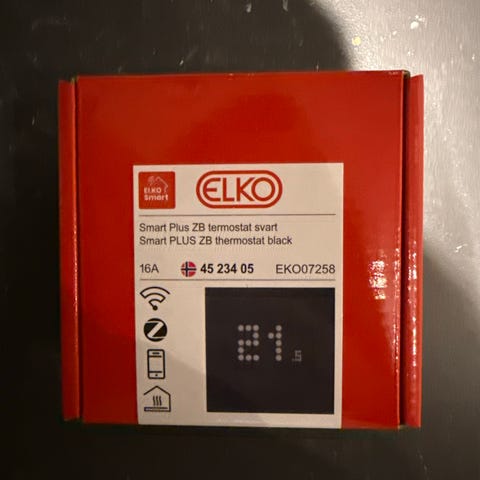 ELKO
smart
ELKO
Smart Plus ZB termostat svart
Smart PLUS ZB thermostat black
16A 45 234 05 EKO07258
21.5